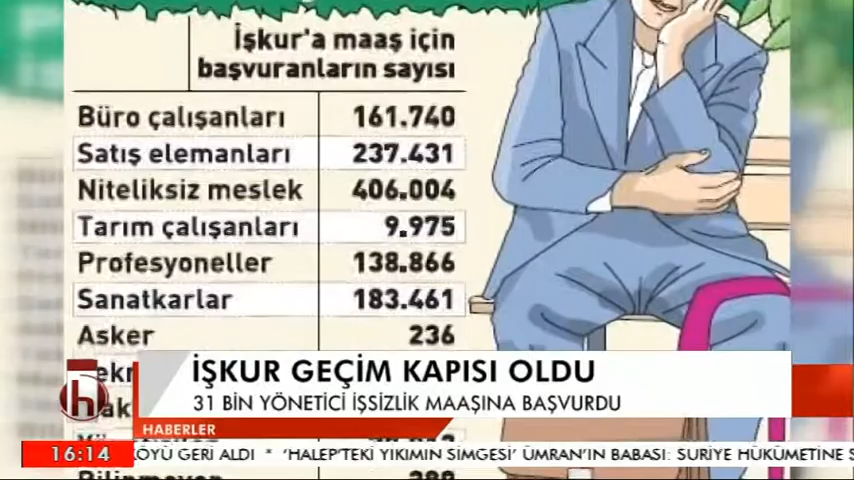 İşkur'a maaş için
başvuranların sayısı
Büro çalışanları 161.740
Satış elemanları 237.431
Niteliksiz meslek 406.004
Tarım çalışanları 9.975
Profesyoneller 138.866
Sanatkarlar 183.461
Asker 236
İŞKUR GEÇİM KAPISI OLDU
31 BİN YÖNETİCİ İŞSİZLİK MAAŞINA BAŞVURDU
h
HABERLER
16:14 KÖYÜ GERİ ALDI * 'HALEP'TEKİ YIKIMIN SİMGESİ' ÜMRAN'IN BABASI: SURİYE HÜKÜMETİNE S